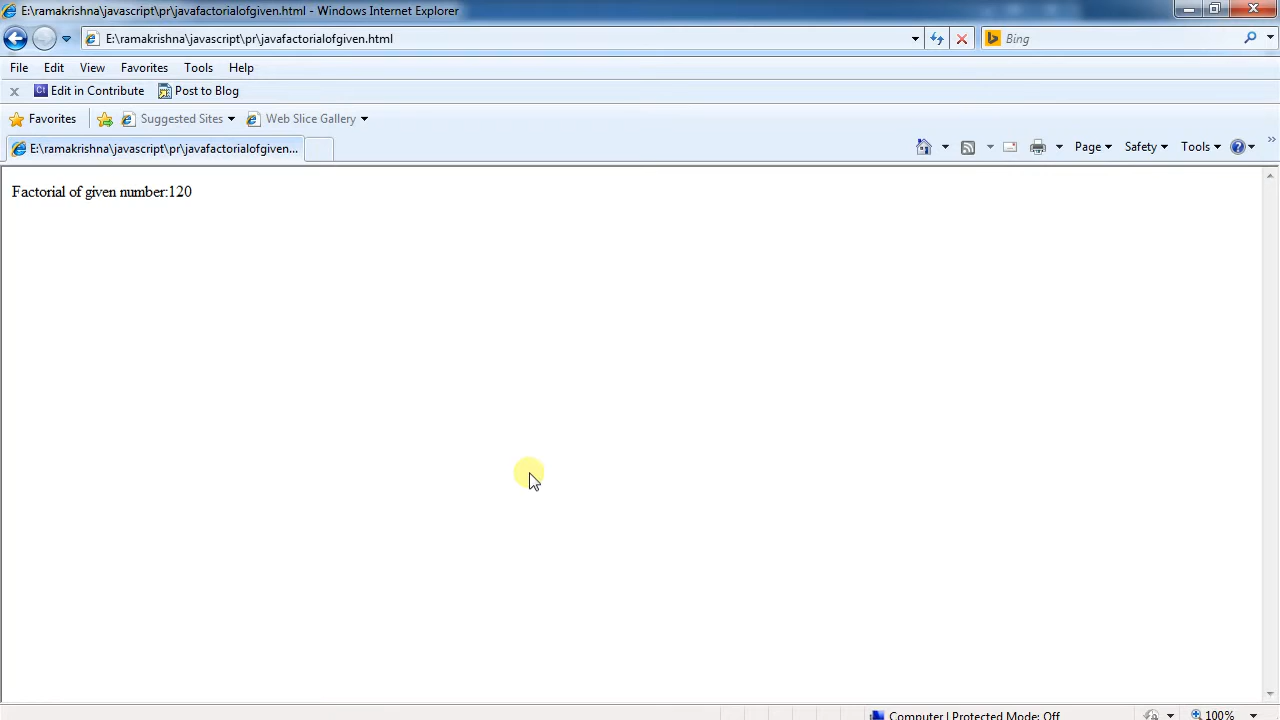 E:\ramakrishna\javascript\pr\javafactorialofgiven.html - Windows Internet Explorer
E:\ramakrishna\javascript\pr\javafactorialofgiven.html
Bing
File Edit View Favorites Tools Help
x Ct Edit in Contribute Post to Blog
Favorites Suggested Sites Web Slice Gallery
E:\ramakrishna\javascript\pr\javafactorialofgiven... Page Safety Tools
Factorial of given number:120
Computer | Protected Mode: Off 100%